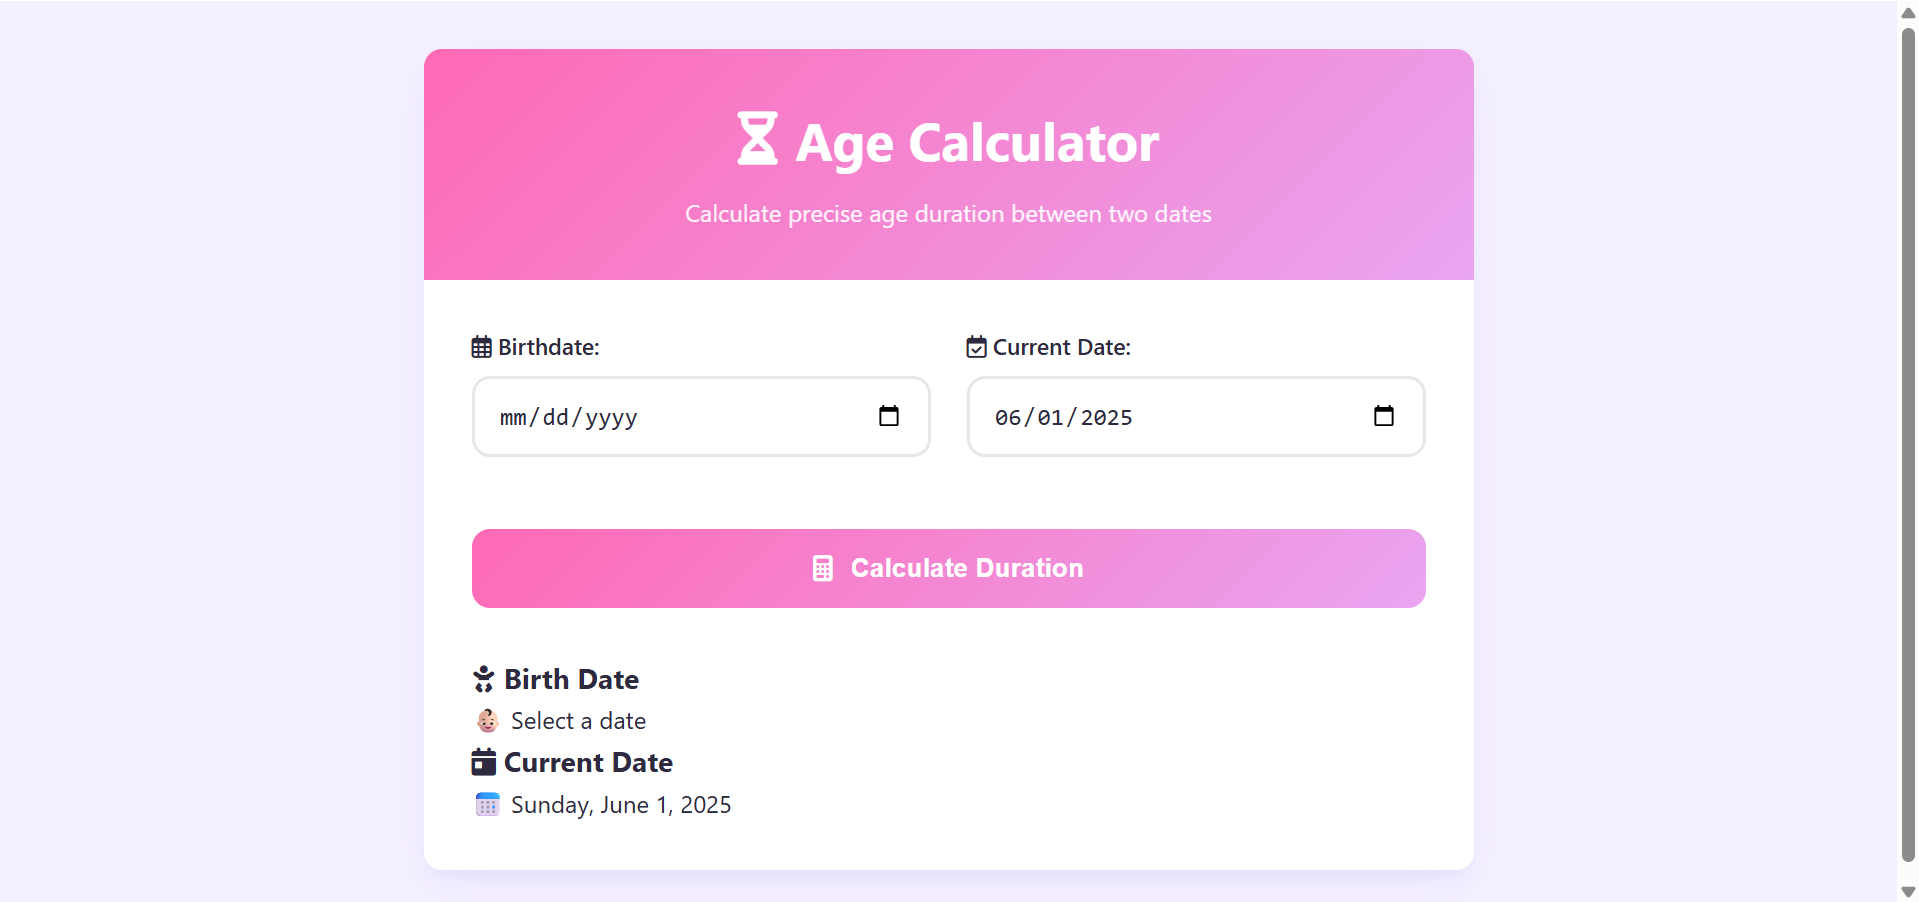 Age Calculator
Calculate precise age duration between two dates
Birthdate:
Current Date:
mm/dd/yyyy
06/01/2025
Calculate Duration
Birth Date
Select a date
Current Date
Sunday, June 1, 2025